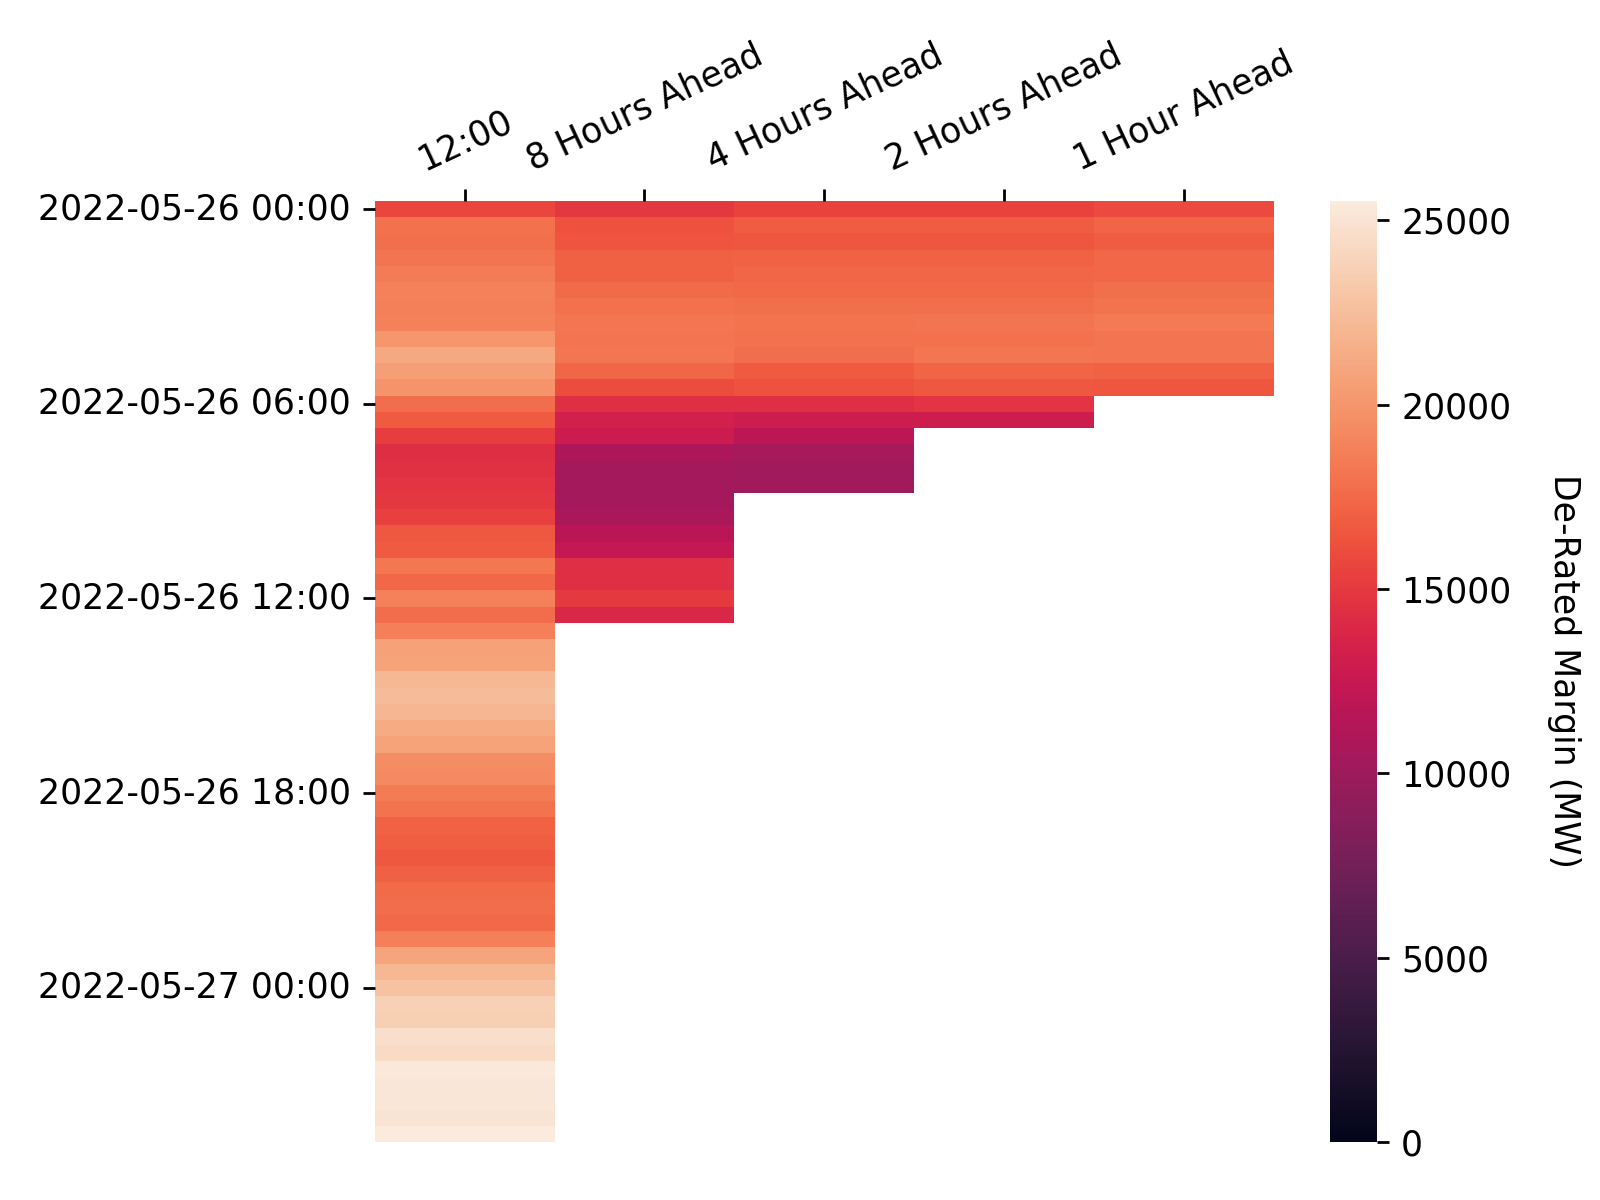 12:00
8 Hours Ahead
4 Hours Ahead
2 Hours Ahead
1 Hour Ahead
2022-05-26 00:00
2022-05-26 06:00
2022-05-26 12:00
2022-05-26 18:00
2022-05-27 00:00
25000
20000
15000
10000
5000
0
De-Rated Margin (MW)